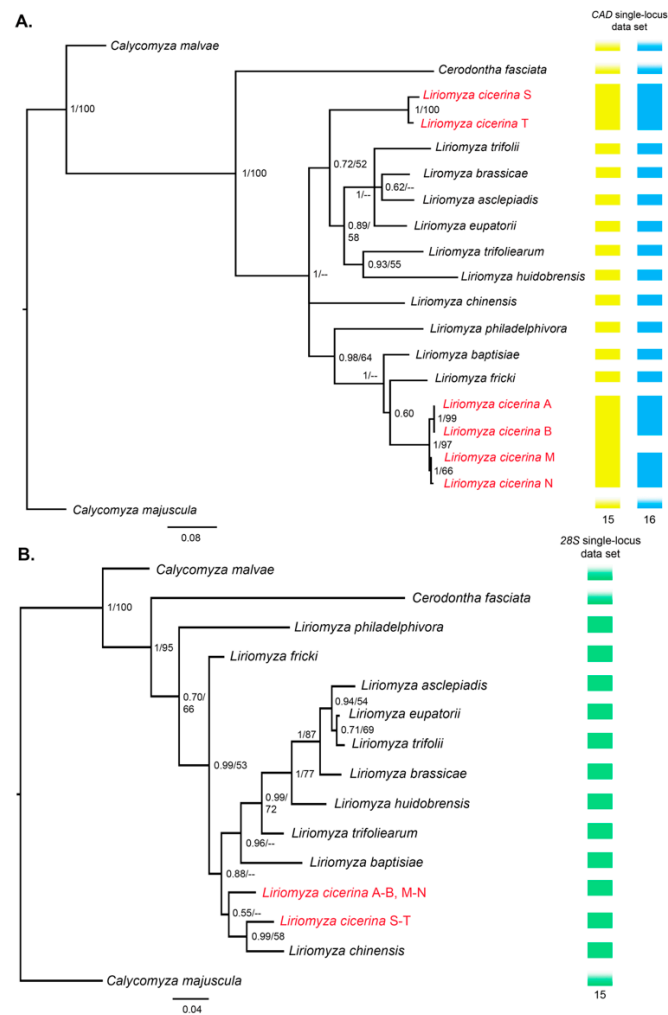 A.
CAD single-locus
data set
Calycomyza malvae
Cerodontha fasciata
1/100
Liriomyza cicerina S
1/100
Liriomyza cicerina T
Liriomyza trifolii
0.72/52
1/100
Liromyza brassicae
0.62/--
1/--
Liriomyza asclepiadis
0.89/
58
Liriomyza eupatorii
Liriomyza trifoliearum
0.93/55
1/--
Liriomyza huidobrensis
Liriomyza chinensis
Liriomyza philadelphivora
0.98/64
Liriomyza baptisiae
1/--
Liriomyza fricki
Liriomyza cicerina A
0.60
1/99
Liriomyza cicerina B
1/97
Liriomyza cicerina M
1/66
Liriomyza cicerina N
Calycomyza majuscula
0.08
15
16
B.
28S single-locus
data set
Calycomyza malvae
1/100
Cerodontha fasciata
1/95
Liriomyza philadelphivora
Liriomyza fricki
0.70/
66
Liriomyza asclepiadis
0.94/54
Liriomyza eupatorii
0.71/69
1/87
Liriomyza trifolii
0.99/53
1/77
Liriomyza brassicae
0.99/
72
Liriomyza huidobrensis
Liriomyza trifoliearum
0.96/--
Liriomyza baptisiae
0.88/--
Liriomyza cicerina A-B, M-N
0.55/--
Liriomyza cicerina S-T
0.99/58
Liriomyza chinensis
Calycomyza majuscula
0.04
15